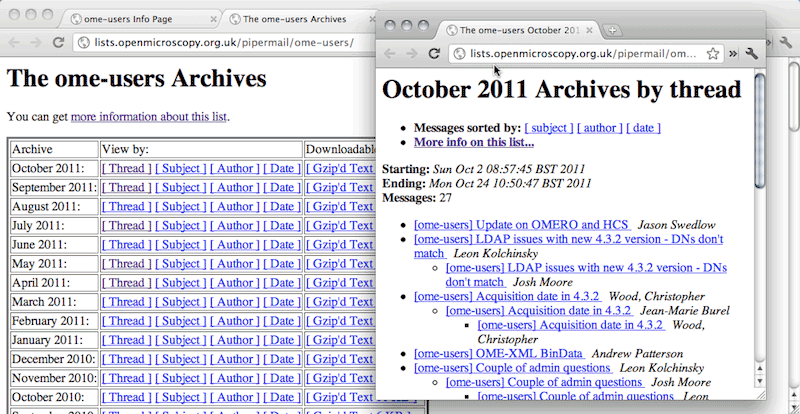 ome-users Info Page
The ome-users Archives
lists.openmicroscopy.org.uk/pipermail/ome-users/
The ome-users Archives
You can get more information about this list.
Archive View by: Downloadable
October 2011: [ Thread ] [ Subject ] [ Author ] [ Date ] [ Gzip'd Text
September 2011: [ Thread ] [ Subject ] [ Author ] [ Date ] [ Gzip'd Text
August 2011: [ Thread ] [ Subject ] [ Author ] [ Date ] [ Gzip'd Text
July 2011: [ Thread ] [ Subject ] [ Author ] [ Date ] [ Gzip'd Text
June 2011: [ Thread ] [ Subject ] [ Author ] [ Date ] [ Gzip'd Text
May 2011: [ Thread ] [ Subject ] [ Author ] [ Date ] [ Gzip'd Text
April 2011: [ Thread ] [ Subject ] [ Author ] [ Date ] [ Gzip'd Text
March 2011: [ Thread ] [ Subject ] [ Author ] [ Date ] [ Gzip'd Text
February 2011: [ Thread ] [ Subject ] [ Author ] [ Date ] [ Gzip'd Text
January 2011: [ Thread ] [ Subject ] [ Author ] [ Date ] [ Gzip'd Text
December 2010: [ Thread ] [ Subject ] [ Author ] [ Date ] [ Gzip'd Text
November 2010: [ Thread ] [ Subject ] [ Author ] [ Date ] [ Gzip'd Text
October 2010: [ Thread ] [ Subject ] [ Author ] [ Date ] [ Gzip'd Text
The ome-users October 201
lists.openmicroscopy.org.uk/pipermail/om...
October 2011 Archives by thread
Messages sorted by: [ subject ] [ author ] [ date ]
More info on this list...
Starting: Sun Oct 2 08:57:45 BST 2011
Ending: Mon Oct 24 10:50:47 BST 2011
Messages: 27
[ome-users] Update on OMERO and HCS Jason Swedlow
[ome-users] LDAP issues with new 4.3.2 version - DNs don't
match Leon Kolchinsky
[ome-users] LDAP issues with new 4.3.2 version - DNs
don't match Josh Moore
[ome-users] Acquisition date in 4.3.2 Wood, Christopher
[ome-users] Acquisition date in 4.3.2 Jean-Marie Burel
[ome-users] Acquisition date in 4.3.2 Wood,
Christopher
[ome-users] OME-XML BinData Andrew Patterson
[ome-users] Couple of admin questions Leon Kolchinsky
[ome-users] Couple of admin questions Josh Moore
[ome-users] Couple of admin questions Leon